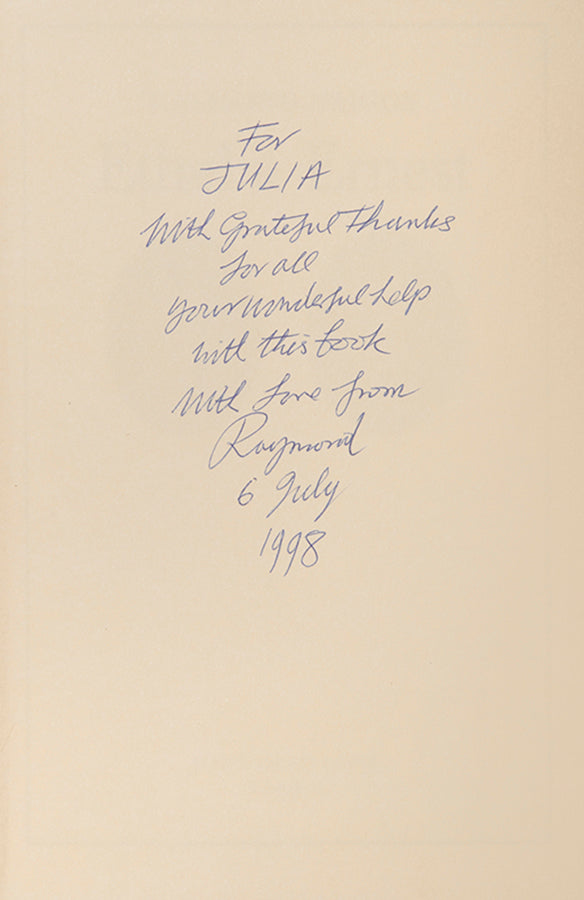 For
JULIA
With Grateful Thanks
for all
your wonderful help
with this book
With Love from
Raymond
6 July
1998